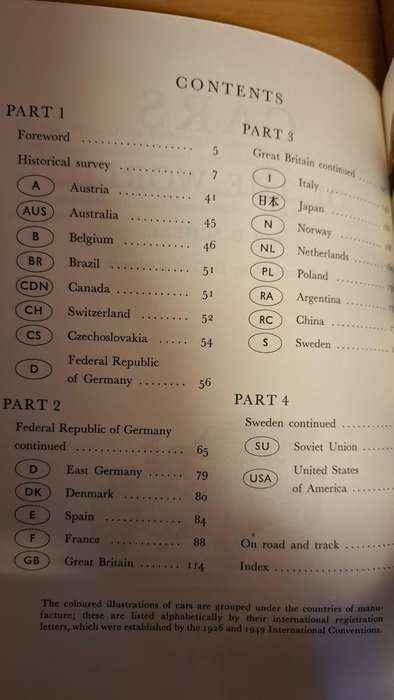 CONTENTS
PART 1
Foreword .................. 5
Historical survey ............... 7
A Austria ............... 41
AUS Australia .............. 45
B Belgium .............. 46
BR Brazil ............... 51
CDN Canada ............... 51
CH Switzerland ........ 52
CS Czechoslovakia ..... 54
D Federal Republic
of Germany ........ 56
PART 2
Federal Republic of Germany
continued .................. 65
D East Germany ....... 79
DK Denmark ............ 80
E Spain ............... 84
F France .............. 88
GB Great Britain ....... 114
PART 3
Great Britain continued ....
I Italy ..........
日本 Japan ..........
N Norway ........
NL Netherlands .....
PL Poland .........
RA Argentina .......
RC China ..........
S Sweden .........
PART 4
Sweden continued ...........
SU Soviet Union .....
USA United States
of America .......
On road and track ..........
Index ...................
The coloured illustrations of cars are grouped under the countries of manu-
facture; these are listed alphabetically by their international registration
letters, which were established by the 1926 and 1949 International Conventions.